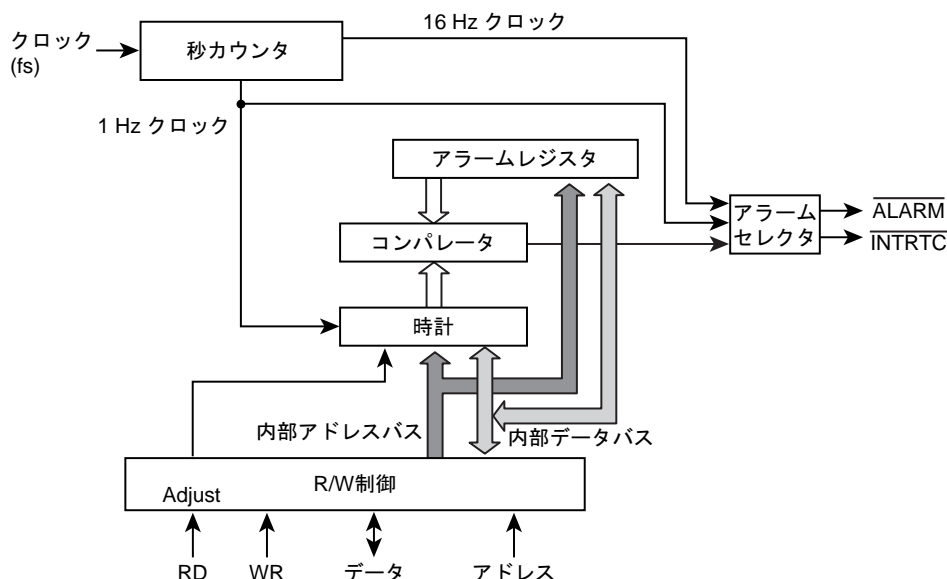 16 Hz クロック
クロック
(fs)
秒カウンタ
1 Hz クロック
アラームレジスタ
アラーム
セレクタ
ALARM
INTRTC
コンパレータ
時計
内部アドレスバス
内部データバス
R/W制御
Adjust
RD
WR
データ
アドレス